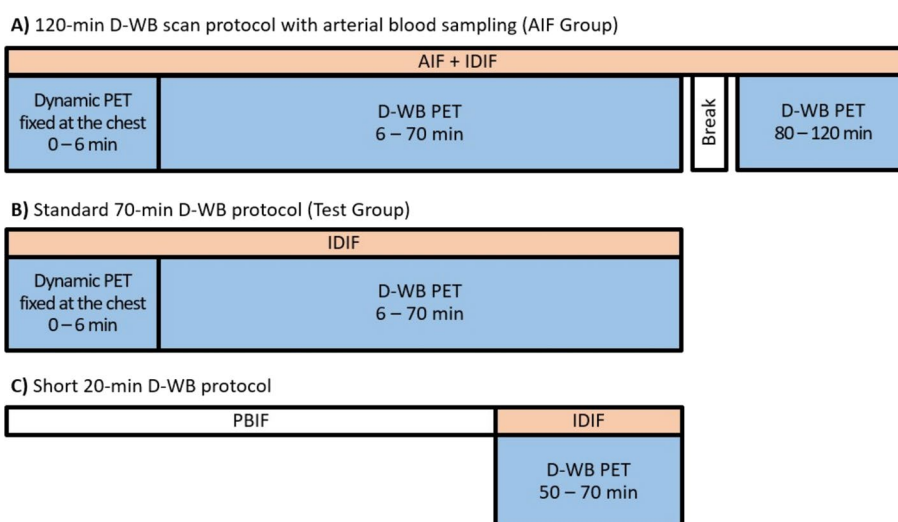 A) 120-min D-WB scan protocol with arterial blood sampling (AIF Group)
AIF + IDIF
Dynamic PET
fixed at the chest
0 – 6 min
D-WB PET
6 – 70 min
Break
D-WB PET
80 – 120 min
B) Standard 70-min D-WB protocol (Test Group)
IDIF
Dynamic PET
fixed at the chest
0 – 6 min
D-WB PET
6 – 70 min
C) Short 20-min D-WB protocol
PBIF
IDIF
D-WB PET
50 – 70 min